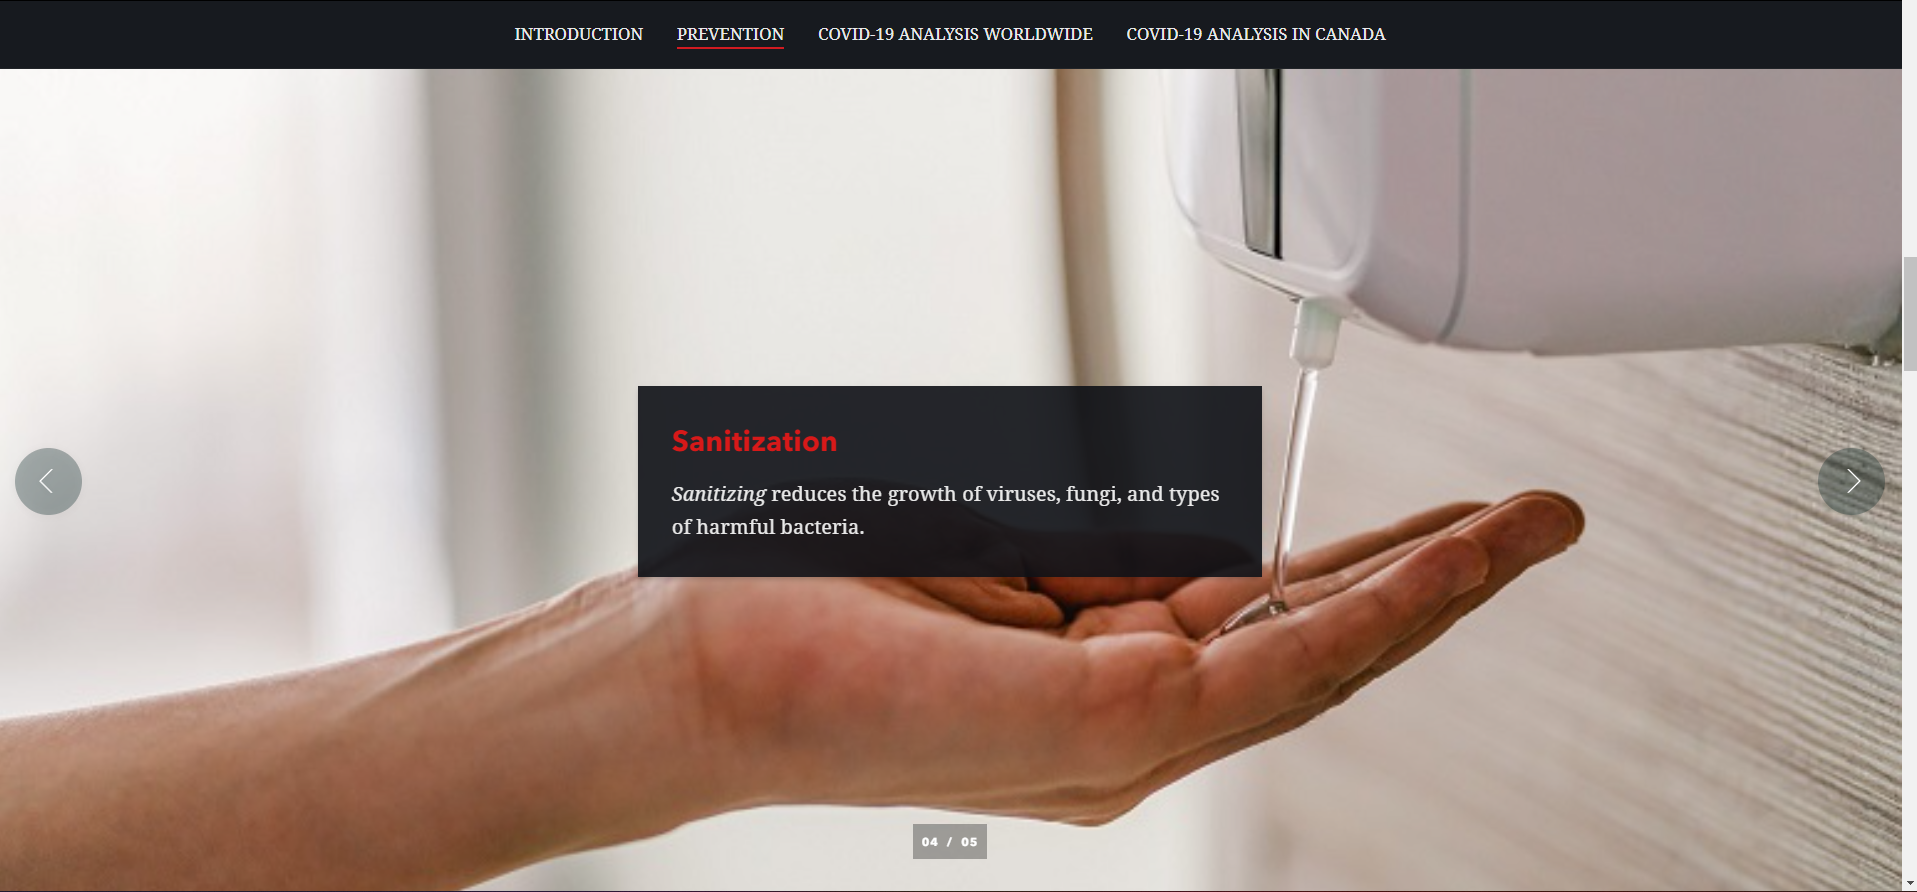 INTRODUCTION PREVENTION COVID-19 ANALYSIS WORLDWIDE COVID-19 ANALYSIS IN CANADA
Sanitization
Sanitizing reduces the growth of viruses, fungi, and types
of harmful bacteria.
04 / 05